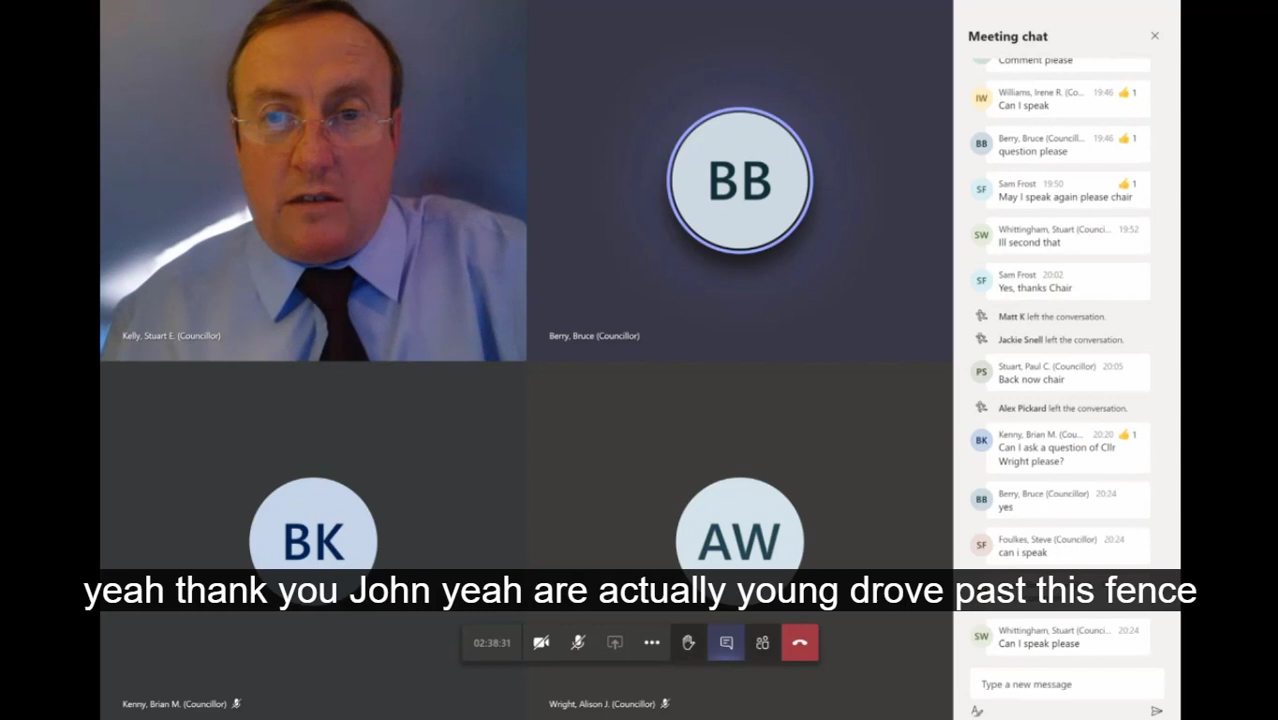 Kelly, Stuart E. (Councillor)
BB
Berry, Bruce (Councillor)
BK
AW
yeah thank you John yeah are actually young drove past this fence
02:38:31
Kenny, Brian M. (Councillor)
Wright, Alison J. (Councillor)
Meeting chat
Comment please
IW
Williams, Irene R. (Co... 19:46 1
Can I speak
BB
Berry, Bruce (Councill... 19:46 1
question please
SF
Sam Frost 19:50 1
May I speak again please chair
SW
Whittingham, Stuart (Counci... 19:52
Ill second that
SF
Sam Frost 20:02
Yes, thanks Chair
Matt K left the conversation.
Jackie Snell left the conversation.
PS
Stuart, Paul C. (Councillor) 20:05
Back now chair
Alex Pickard left the conversation.
BK
Kenny, Brian M. (Cou... 20:20 1
Can I ask a question of Cllr
Wright please?
BB
Berry, Bruce (Councillor) 20:24
yes
SF
Foulkes, Steve (Councillor) 20:24
can i speak
SW
Whittingham, Stuart (Counci... 20:24
Can I speak please
Type a new message